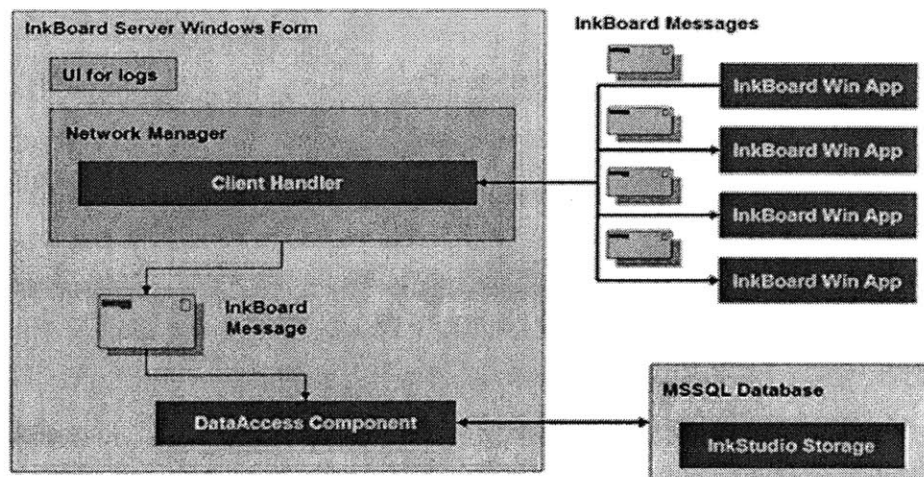 InkBoard Server Windows Form
UI for logs
Network Manager
Client Handler
InkBoard
Message
DataAccess Component
InkBoard Messages
InkBoard Win App
InkBoard Win App
InkBoard Win App
InkBoard Win App
MSSQL Database
InkStudio Storage